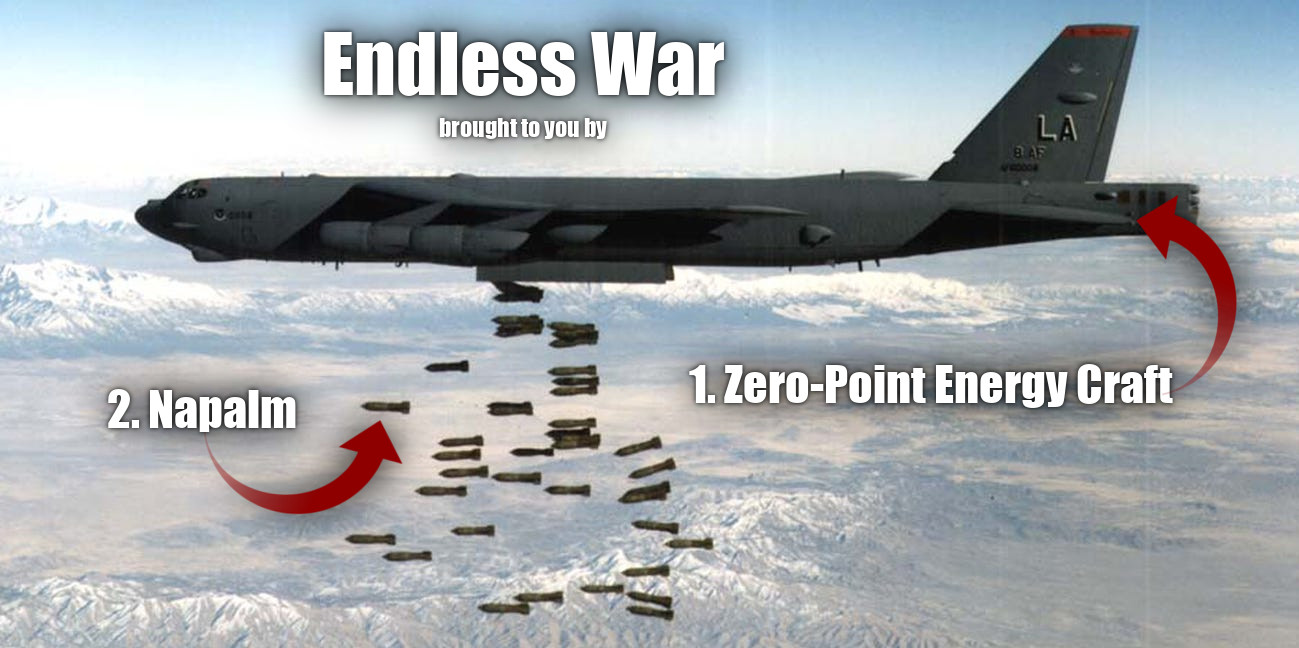 Endless War
brought to you by
LA
8 AF
1. Zero-Point Energy Craft
2. Napalm